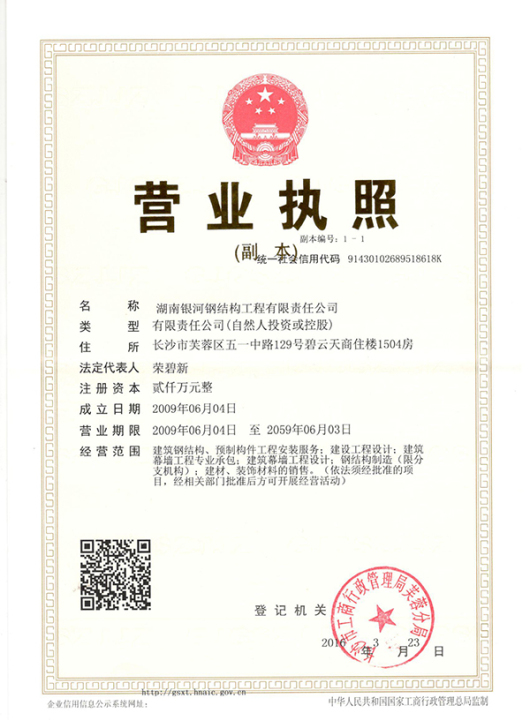 营业执照
副本编号：1 - 1
(副 本)
统一社会信用代码 91430102689518618K
名 称 湖南银河钢结构工程有限责任公司
类 型 有限责任公司(自然人投资或控股)
住 所 长沙市芙蓉区五一中路129号碧云天商住楼1504房
法定代表人 荣碧新
注册资本 贰仟万元整
成立日期 2009年06月04日
营业期限 2009年06月04日 至 2059年06月03日
经营范围 建筑钢结构、预制构件工程安装服务；建设工程设计；建筑
幕墙工程专业承包；建筑幕墙工程设计；钢结构制造（限分
支机构）；建材、装饰材料的销售。（依法须经批准的项
目，经相关部门批准后方可开展经营活动）
登记机关
长沙市工商行政管理局芙蓉分局
2016年 3月 23日
http://gsxt.hnaic.gov.cn
企业信用信息公示系统网址：
中华人民共和国国家工商行政管理总局监制